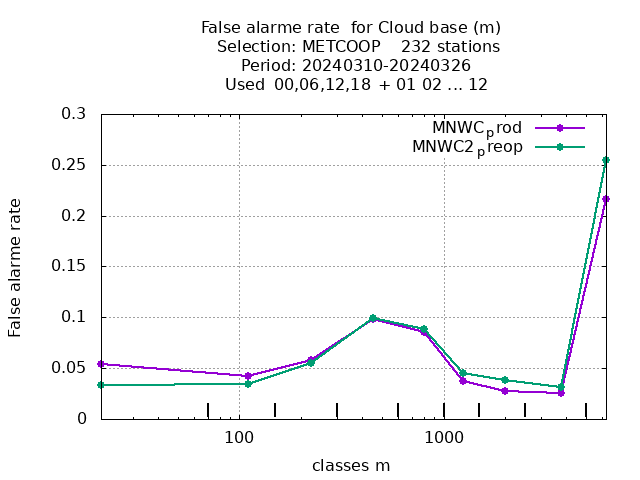 False alarme rate  for Cloud base (m)
Selection: METCOOP    232 stations
Period: 20240310-20240326
Used  00,06,12,18 + 01 02 ... 12
MNWC_prod
MNWC2_preop
0.3
0.25
0.2
0.15
0.1
0.05
0
False alarme rate
100
1000
classes m